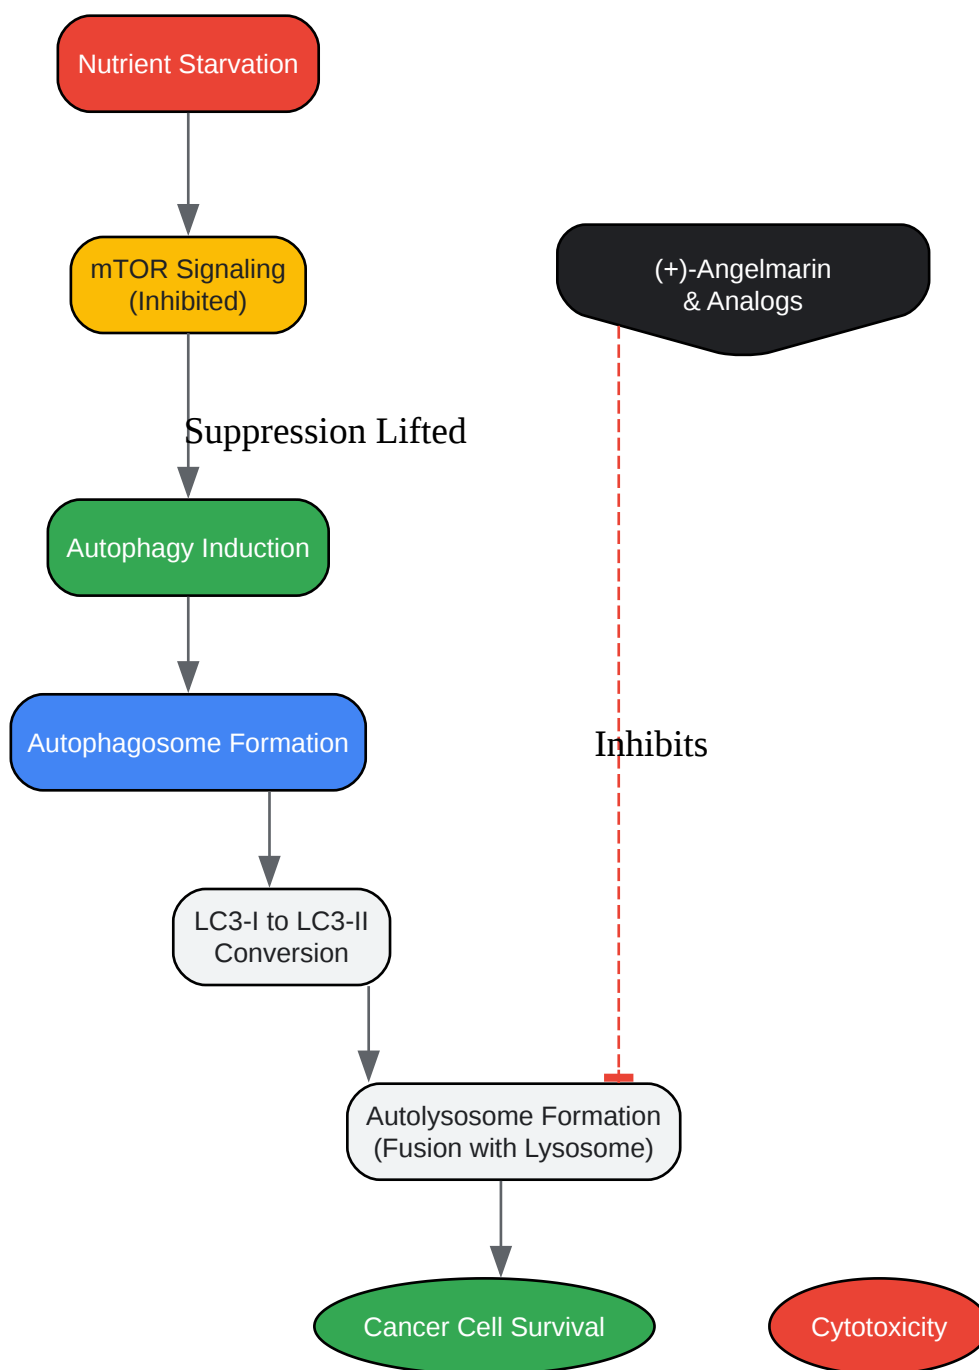 Nutrient Starvation
mTOR Signaling
(Inhibited)
(+)-Angelmarin
& Analogs
Suppression Lifted
Autophagy Induction
Autophagosome Formation
Inhibits
LC3-I to LC3-II
Conversion
Autolysosome Formation
(Fusion with Lysosome)
Cancer Cell Survival
Cytotoxicity